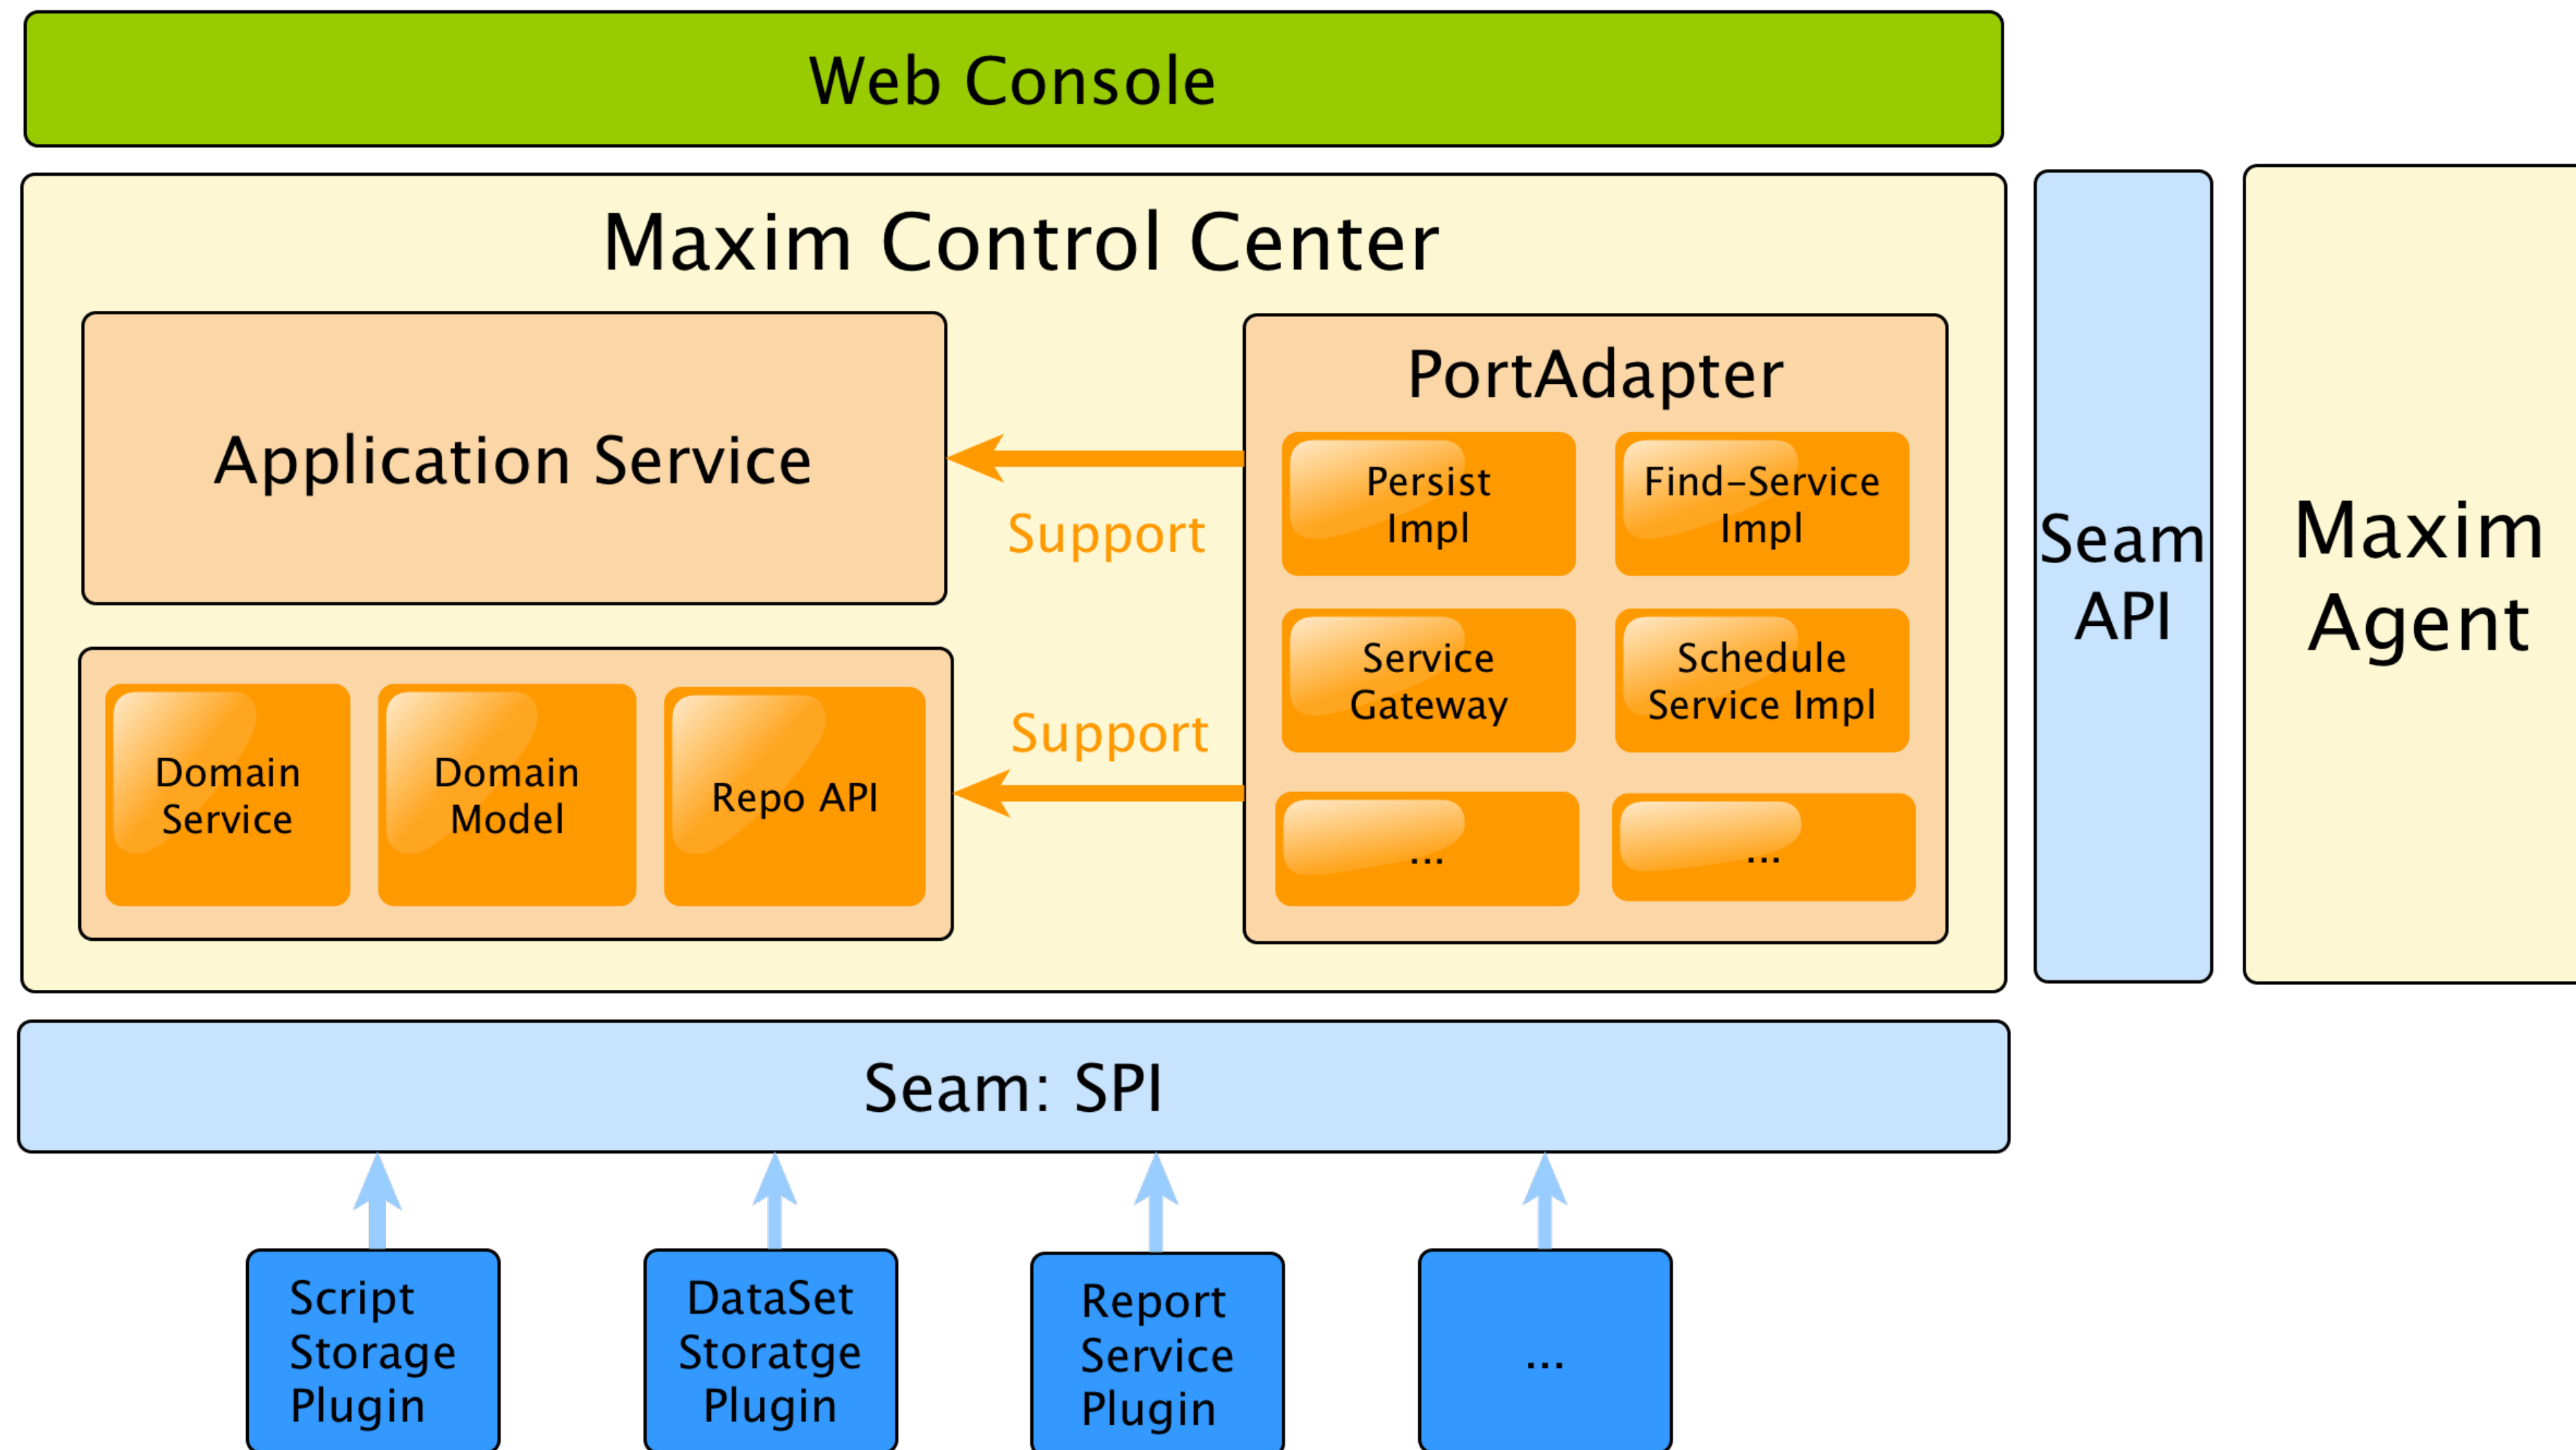 Web Console
Maxim Control Center
Application Service
Support
PortAdapter
Persist
Impl
Find-Service
Impl
Service
Gateway
Schedule
Service Impl
...
...
Domain
Service
Domain
Model
Repo API
Support
Seam
API
Maxim
Agent
Seam: SPI
Script
Storage
Plugin
DataSet
Storatge
Plugin
Report
Service
Plugin
...